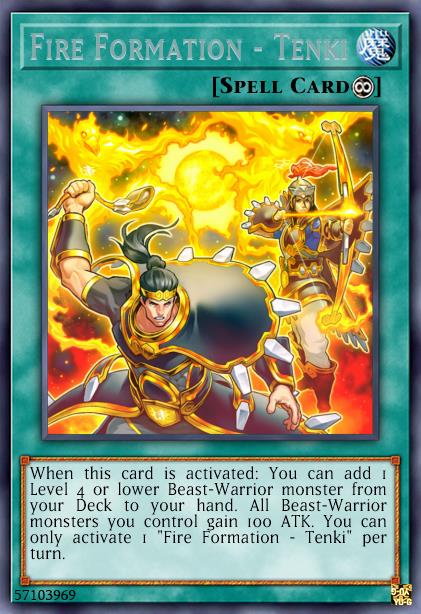 Fire Formation - Tenki
魔
[Spell Card]
When this card is activated: You can add 1
Level 4 or lower Beast-Warrior monster from
your Deck to your hand. All Beast-Warrior
monsters you control gain 100 ATK. You can
only activate 1 "Fire Formation - Tenki" per
turn.
57103969